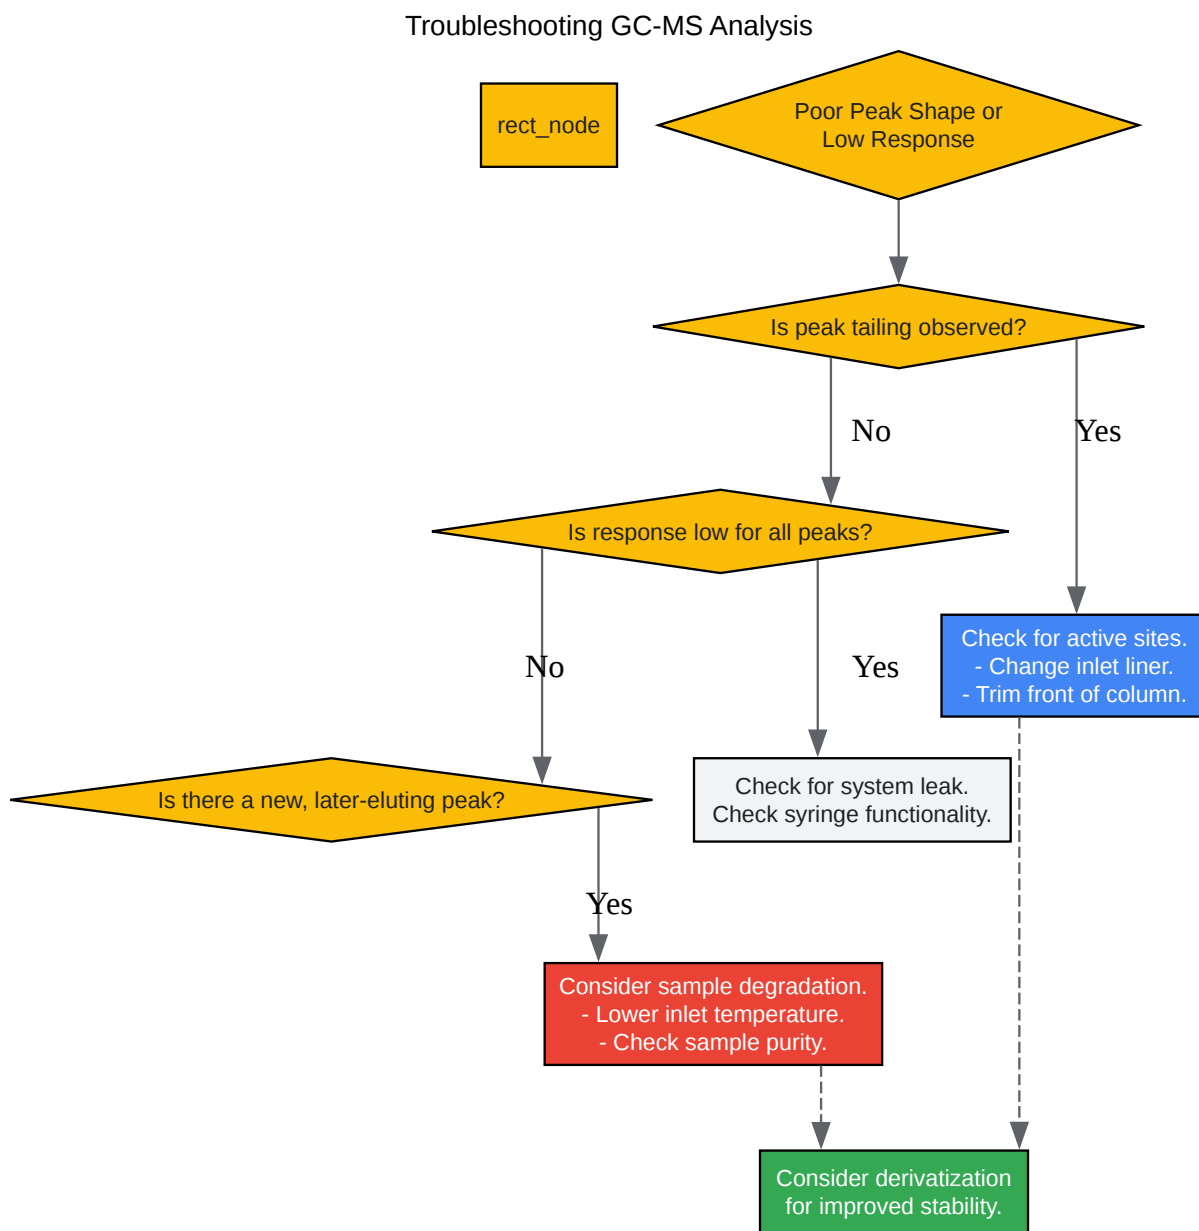 Troubleshooting GC-MS Analysis
rect_node
Poor Peak Shape or
Low Response
Is peak tailing observed?
No
Yes
Is response low for all peaks?
No
Yes
Check for active sites.
- Change inlet liner.
- Trim front of column.
Is there a new, later-eluting peak?
Check for system leak.
Check syringe functionality.
Yes
Consider sample degradation.
- Lower inlet temperature.
- Check sample purity.
Consider derivatization
for improved stability.